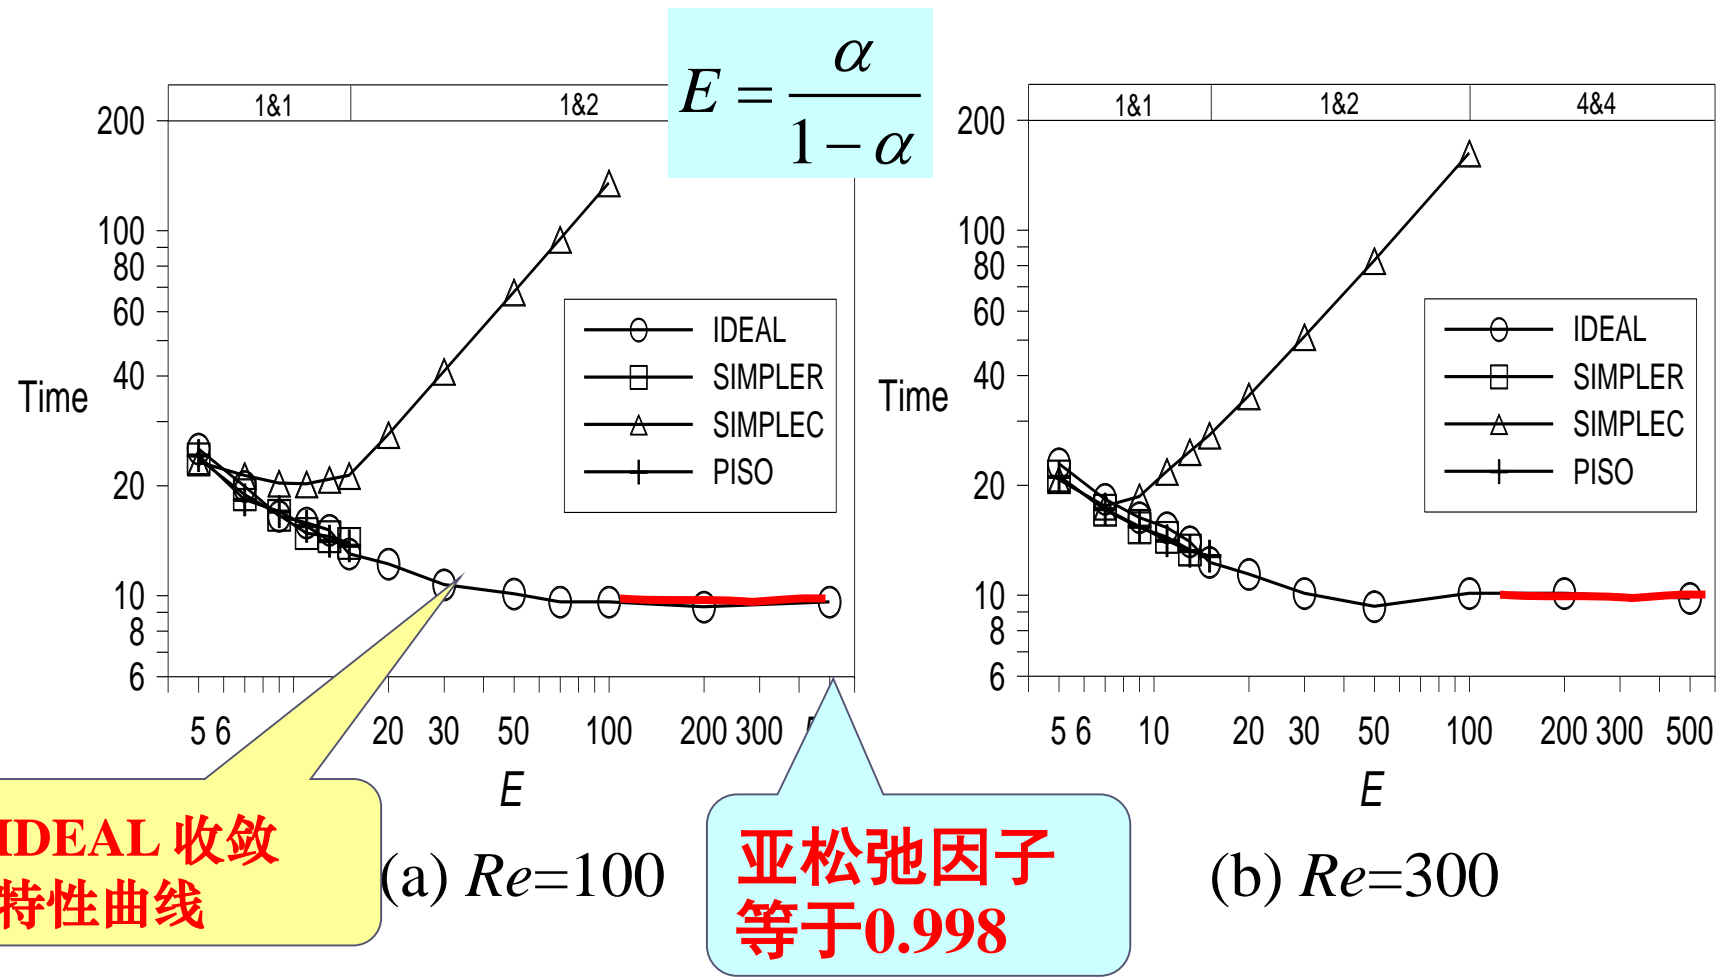 E = α / (1 − α)
1&1 1&2
200
100
80
60
40
20
10
8
6
Time
IDEAL
SIMPLER
SIMPLEC
PISO
5 6 20 30 50 100 200 300
E
(a) Re=100
1&1 1&2 4&4
200
100
80
60
40
20
10
8
6
Time
IDEAL
SIMPLER
SIMPLEC
PISO
5 6 10 20 30 50 100 200 300 500
E
(b) Re=300
IDEAL 收敛
特性曲线
亚松弛因子
等于0.998